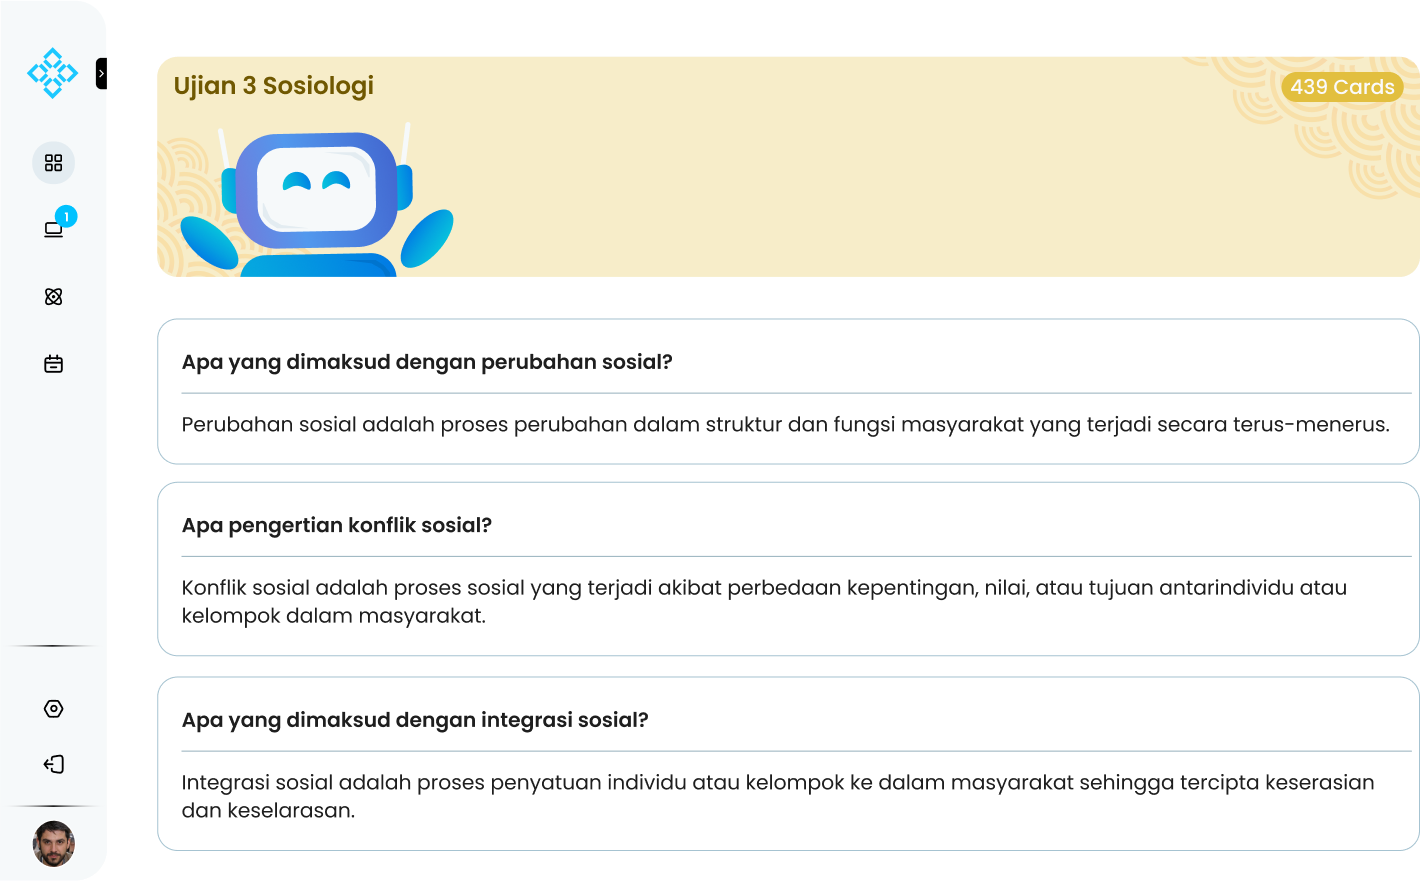 Ujian 3 Sosiologi
439 Cards
1
Apa yang dimaksud dengan perubahan sosial?
Perubahan sosial adalah proses perubahan dalam struktur dan fungsi masyarakat yang terjadi secara terus-menerus.
Apa pengertian konflik sosial?
Konflik sosial adalah proses sosial yang terjadi akibat perbedaan kepentingan, nilai, atau tujuan antarindividu atau
kelompok dalam masyarakat.
Apa yang dimaksud dengan integrasi sosial?
Integrasi sosial adalah proses penyatuan individu atau kelompok ke dalam masyarakat sehingga tercipta keserasian
dan keselarasan.